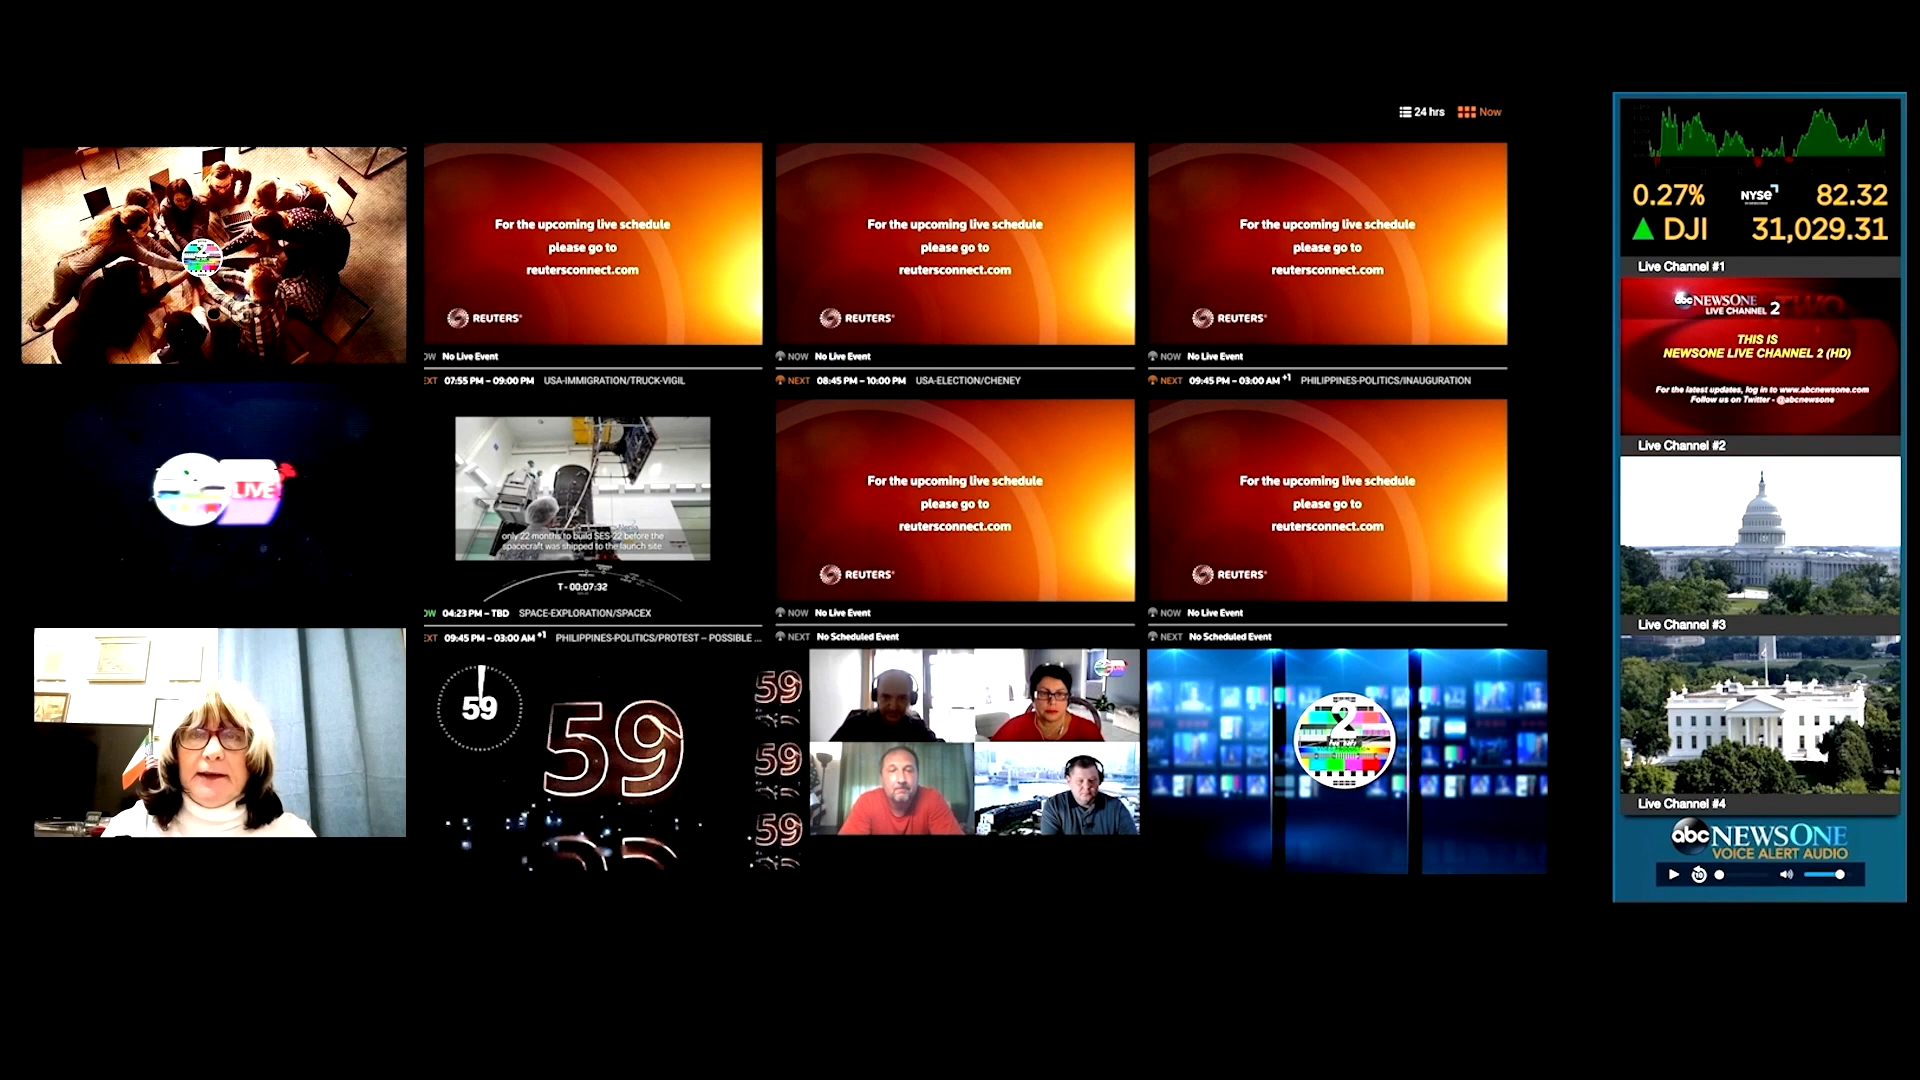 24 hrs Now
2
For the upcoming live schedule
please go to
reutersconnect.com
REUTERS
OW No Live Event
EXT 07:55 PM – 09:00 PM USA-IMMIGRATION/TRUCK-VIGIL
For the upcoming live schedule
please go to
reutersconnect.com
REUTERS
NOW No Live Event
NEXT 08:45 PM – 10:00 PM USA-ELECTION/CHENEY
For the upcoming live schedule
please go to
reutersconnect.com
REUTERS
NOW No Live Event
NEXT 09:45 PM – 03:00 AM +1 PHILIPPINES-POLITICS/INAUGURATION
LIVE
only 22 months to build SES-22 before the
spacecraft was shipped to the launch site.
T - 00:07:32
OW 04:23 PM – TBD SPACE-EXPLORATION/SPACEX
EXT 09:45 PM – 03:00 AM +1 PHILIPPINES-POLITICS/PROTEST – POSSIBLE ...
For the upcoming live schedule
please go to
reutersconnect.com
REUTERS
NOW No Live Event
NEXT No Scheduled Event
For the upcoming live schedule
please go to
reutersconnect.com
REUTERS
NOW No Live Event
NEXT No Scheduled Event
59
59
59
59
59
2
0.27% NYSE 82.32
DJI 31,029.31
Live Channel #1
abc NEWSONE TWO
LIVE CHANNEL 2
THIS IS
NEWSONE LIVE CHANNEL 2 (HD)
For the latest updates, log in to www.abcnewsone.com
Follow us on Twitter - @abcnewsone
Live Channel #2
Live Channel #3
Live Channel #4
abc NEWSONE
VOICE ALERT AUDIO
10